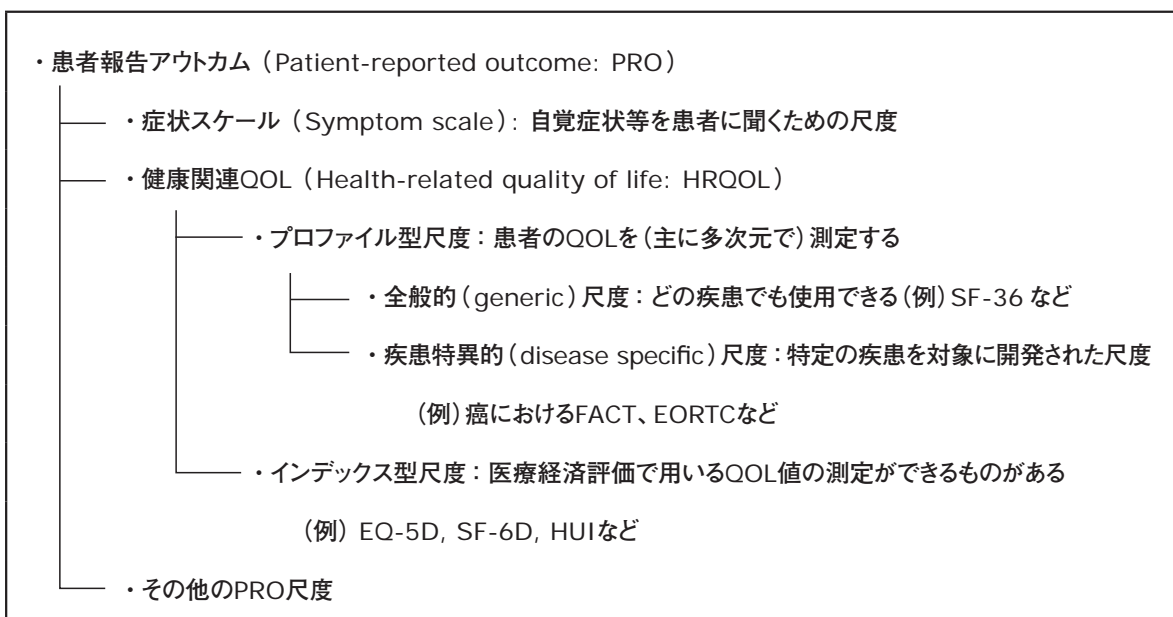 ・患者報告アウトカム（Patient-reported outcome: PRO）
・症状スケール（Symptom scale）: 自覚症状等を患者に聞くための尺度
・健康関連QOL（Health-related quality of life: HRQOL）
・プロファイル型尺度：患者のQOLを（主に多次元で）測定する
・全般的（generic）尺度：どの疾患でも使用できる（例）SF-36 など
・疾患特異的（disease specific）尺度：特定の疾患を対象に開発された尺度
（例）癌におけるFACT、EORTCなど
・インデックス型尺度：医療経済評価で用いるQOL値の測定ができるものがある
（例） EQ-5D, SF-6D, HUIなど
・その他のPRO尺度